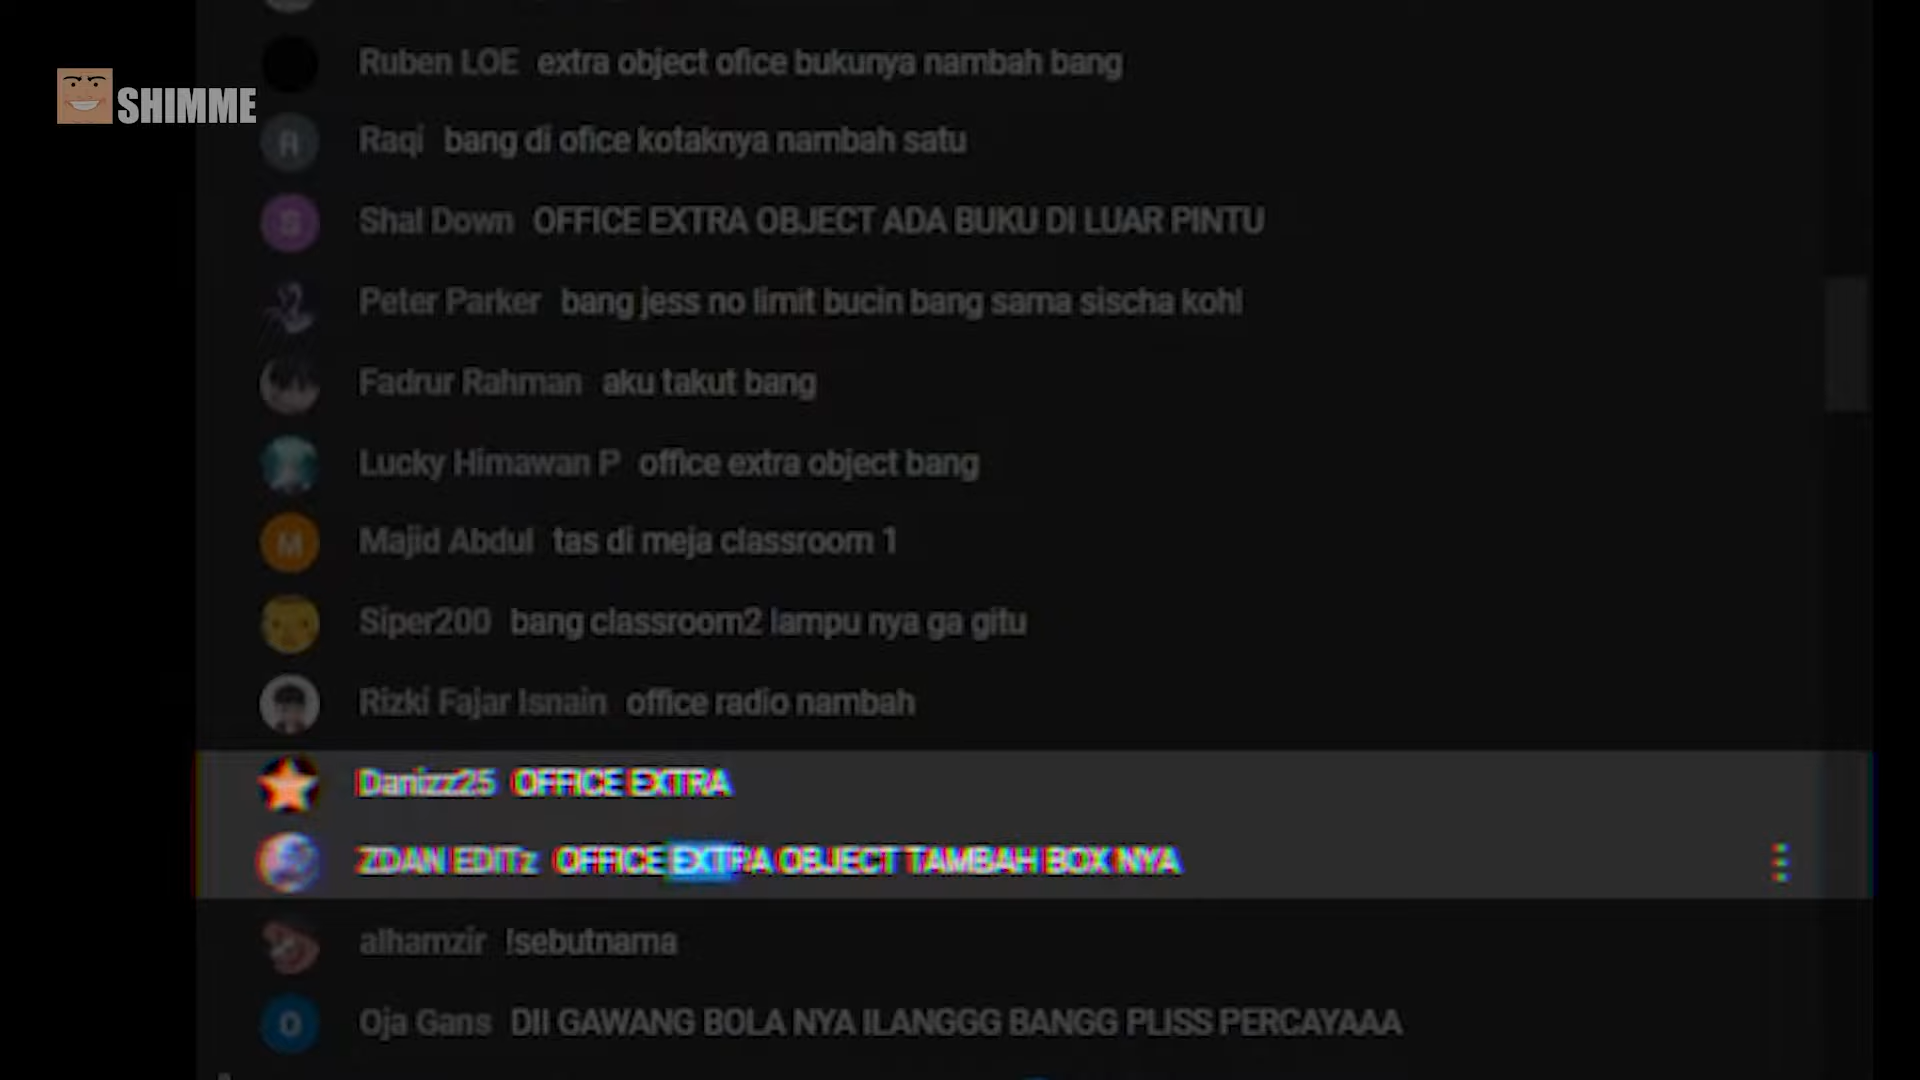 Ruben LOE extra object ofice bukunya nambah bang
SHIMME
R Raqi bang di ofice kotaknya nambah satu
S Shal Down OFFICE EXTRA OBJECT ADA BUKU DI LUAR PINTU
Peter Parker bang jess no limit bucin bang sama sischa kohl
Fadrur Rahman aku takut bang
Lucky Himawan P office extra object bang
M Majid Abdul tas di meja classroom 1
Siper200 bang classroom2 lampu nya ga gitu
Rizki Fajar Isnain office radio nambah
Danizz25 OFFICE EXTRA
ZDAN EDITz OFFICE EXTRA OBJECT TAMBAH BOX NYA
alhamzir !sebutnama
O Oja Gans DII GAWANG BOLA NYA ILANGGG BANGG PLISS PERCAYAAA